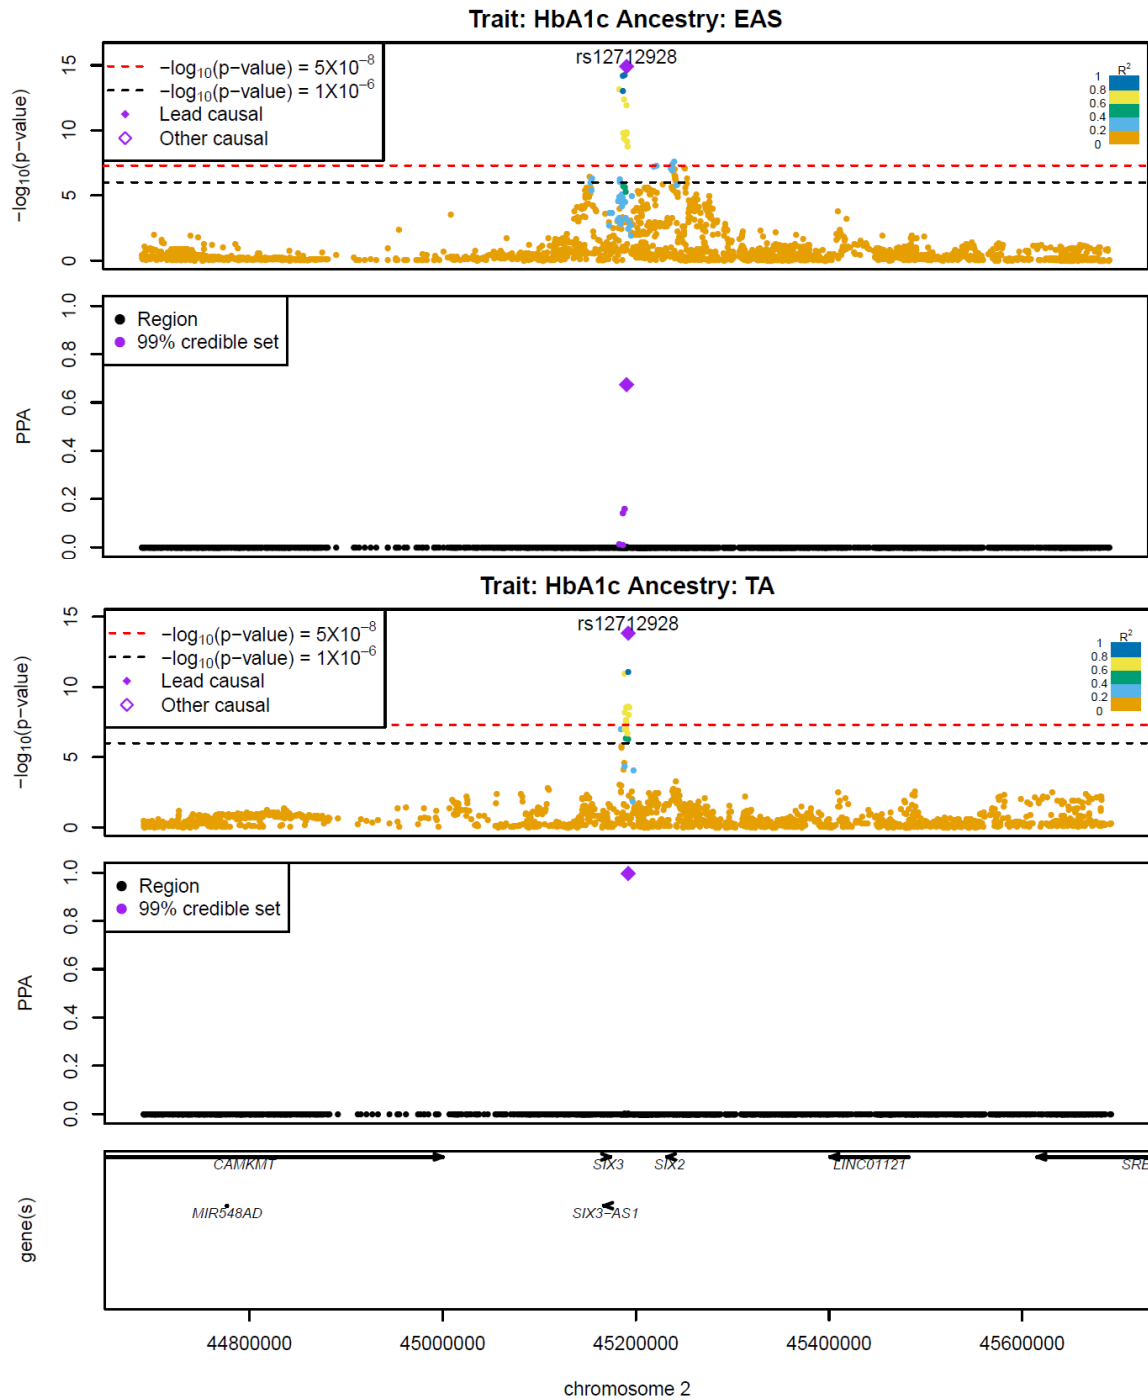 Trait: HbA1c Ancestry: EAS
−log10(p−value) = 5X10−8
−log10(p−value) = 1X10−6
Lead causal
Other causal
rs12712928
R2
1
0.8
0.6
0.4
0.2
0
15
10
5
0
−log10(p−value)
Region
99% credible set
1.0
0.8
0.6
0.4
0.2
0.0
PPA
Trait: HbA1c Ancestry: TA
−log10(p−value) = 5X10−8
−log10(p−value) = 1X10−6
Lead causal
Other causal
rs12712928
R2
1
0.8
0.6
0.4
0.2
0
15
10
5
0
−log10(p−value)
Region
99% credible set
1.0
0.8
0.6
0.4
0.2
0.0
PPA
CAMKMT SIX3 SIX2 LINC01121 SRE
MIR548AD SIX3−AS1
gene(s)
44800000 45000000 45200000 45400000 45600000
chromosome 2